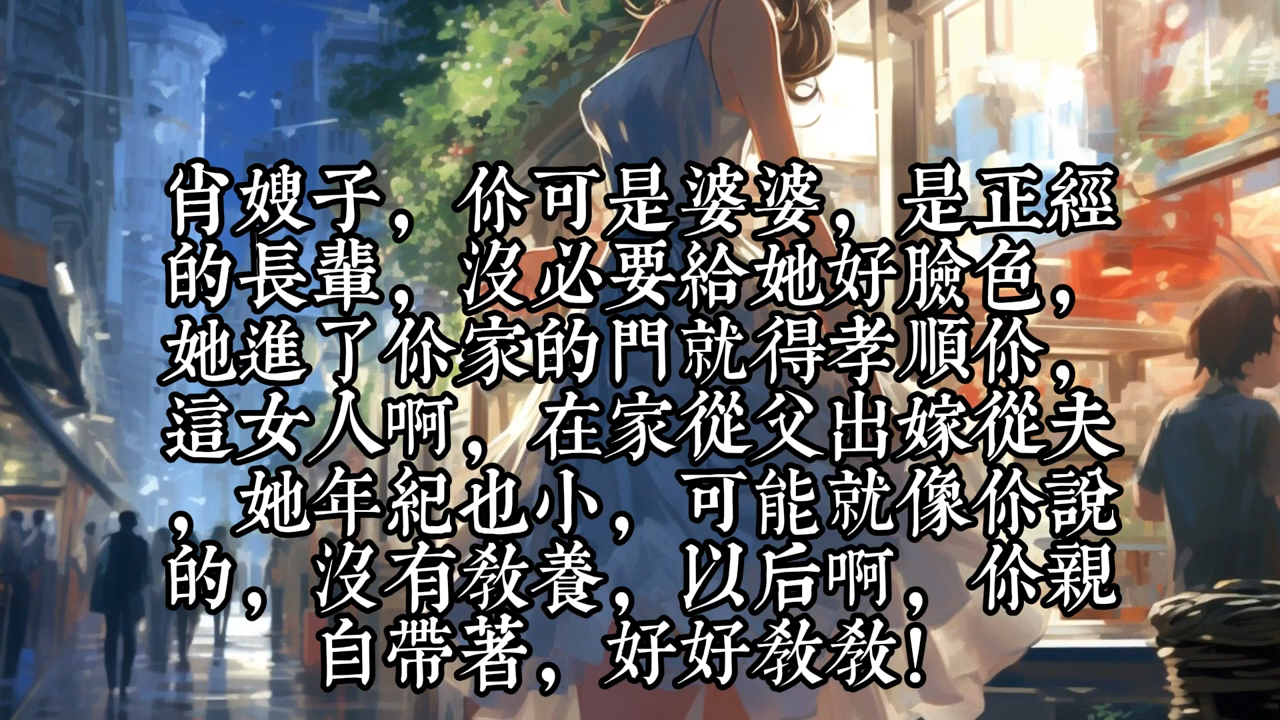 肖嫂子，你可是婆婆，是正經
的長輩，沒必要給她好臉色，
她進了你家的門就得孝順你，
這女人啊，在家從父出嫁從夫
，她年紀也小，可能就像你說
的，沒有教養，以后啊，你親
自帶著，好好教教！